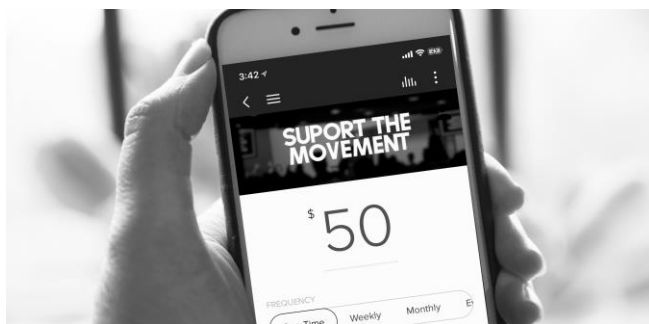 3:42
SUPORT THE
MOVEMENT
$50
FREQUENCY
Time Weekly Monthly